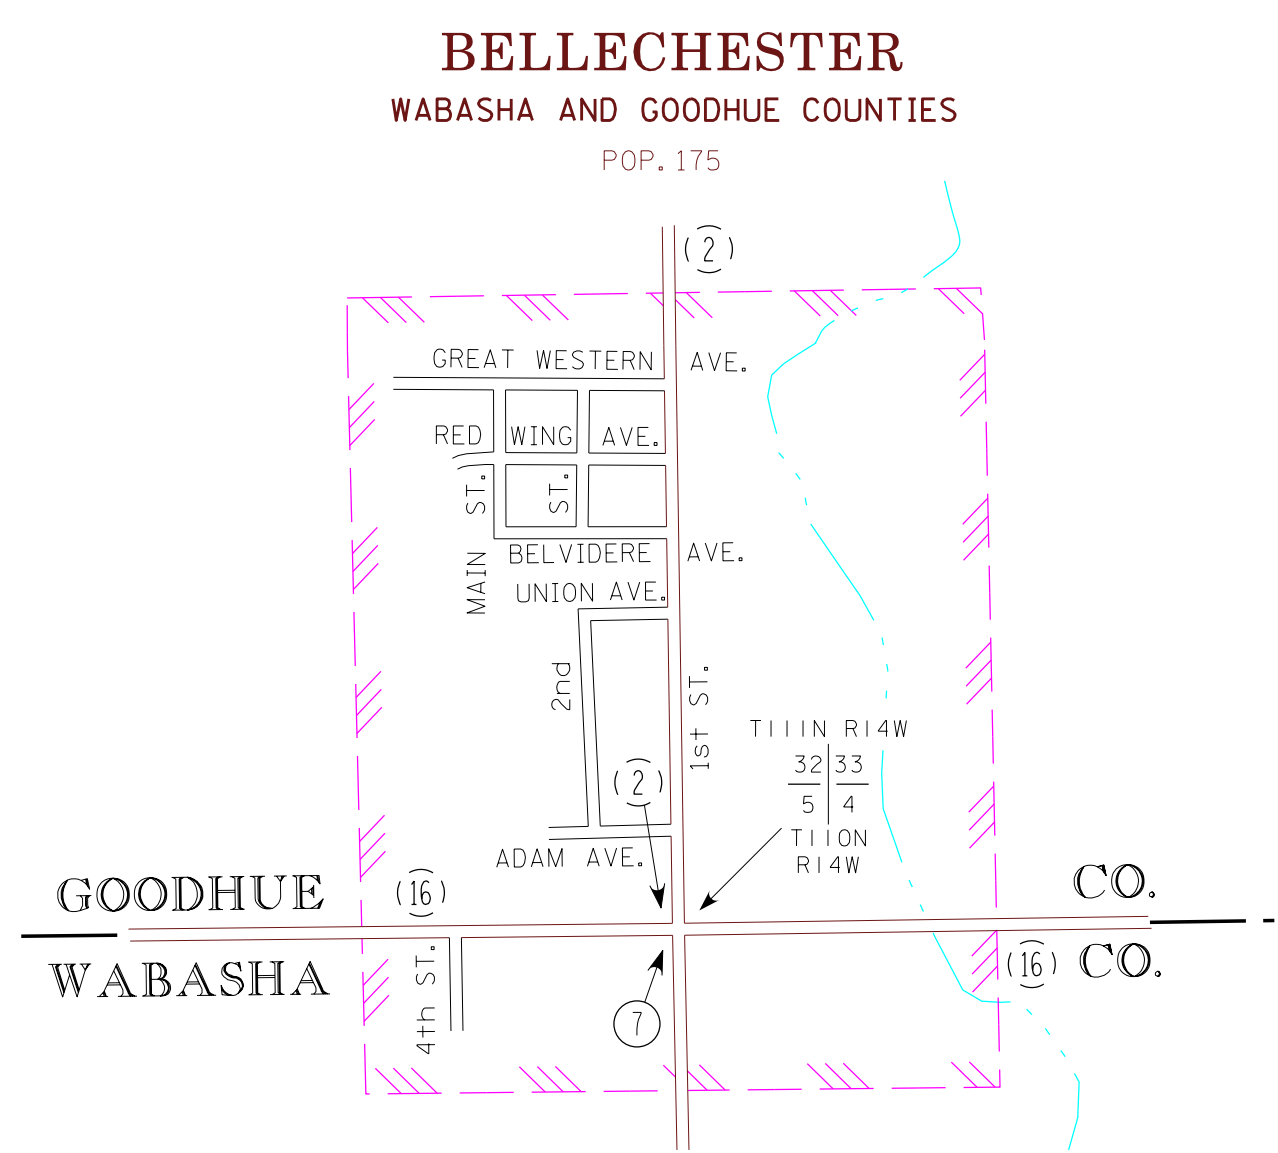 BELLECHESTER
WABASHA AND GOODHUE COUNTIES
POP. 175
(2)
GREAT WESTERN AVE.
RED WING AVE.
MAIN ST.
ST.
BELVIDERE AVE.
UNION AVE.
2nd
1st ST.
T111N R14W
32 33
5 4
T110N
R14W
(2)
ADAM AVE.
GOODHUE CO.
(16)
WABASHA CO.
(16)
4th ST.
7